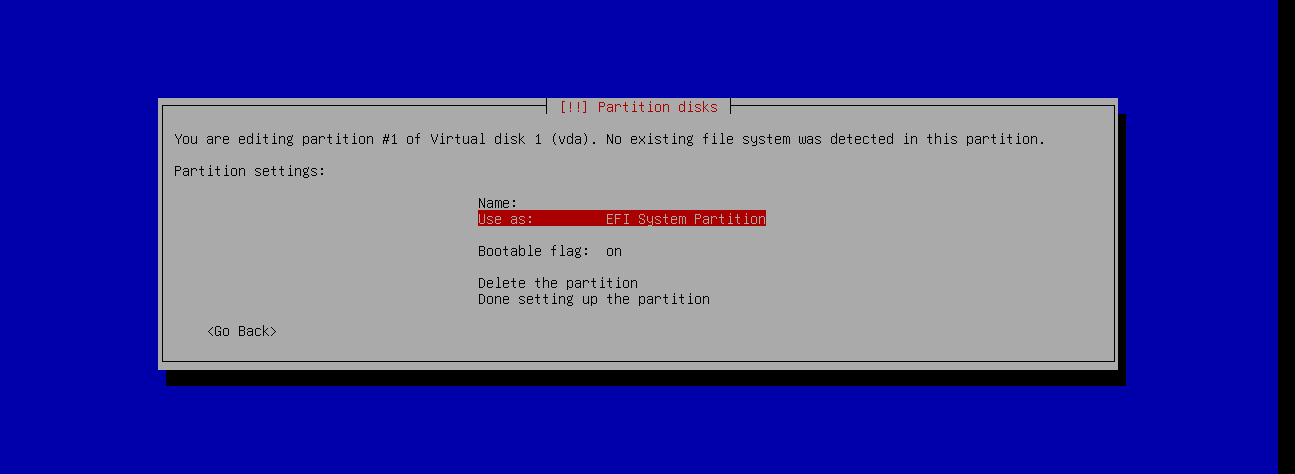 [!!] Partition disks
You are editing partition #1 of Virtual disk 1 (vda). No existing file system was detected in this partition.
Partition settings:
Name:
Use as: EFI System Partition
Bootable flag: on
Delete the partition
Done setting up the partition
<Go Back>